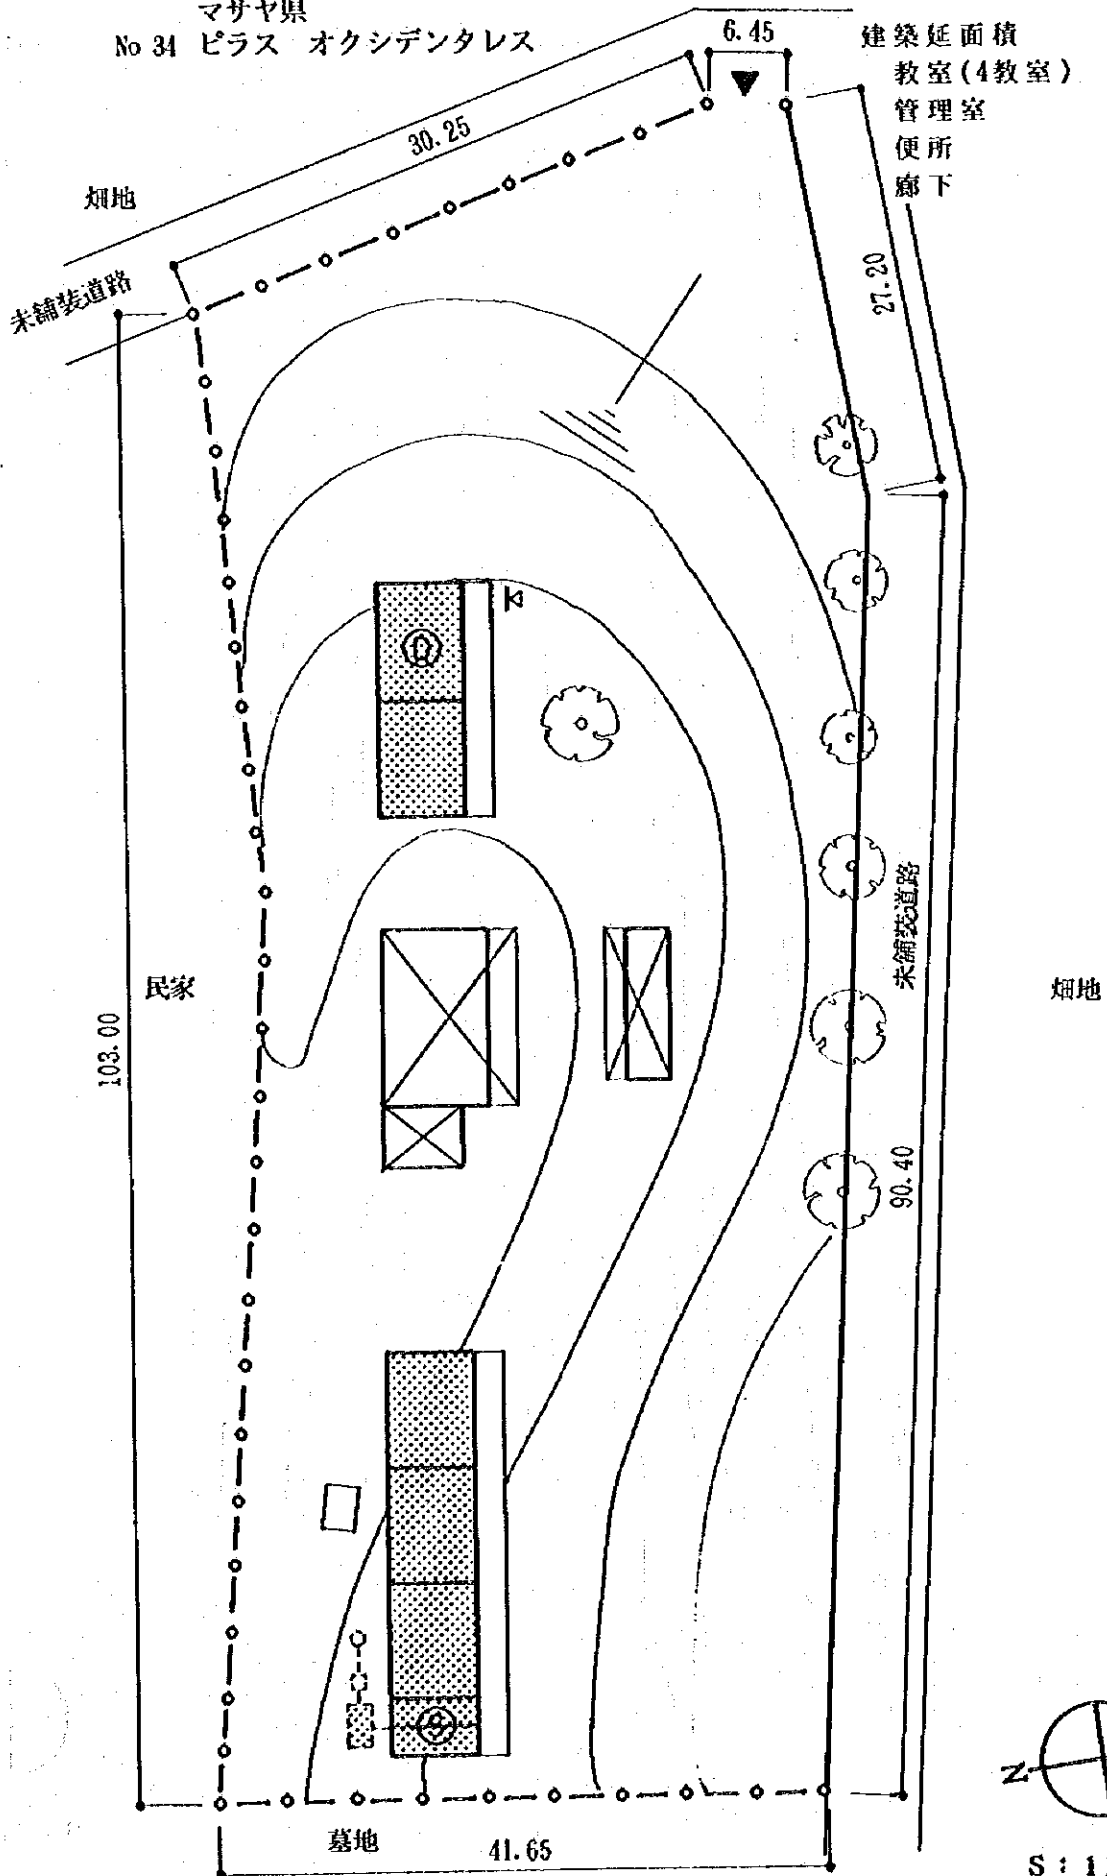 マサヤ県
No 34 ピラス オクシデンタレス
6.45
建築延面積
教室(4教室)
管理室
便所
廊下
30.25
畑地
未舗装道路
27.20
民家
103.00
未舗装道路
畑地
90.40
N
墓地
41.65